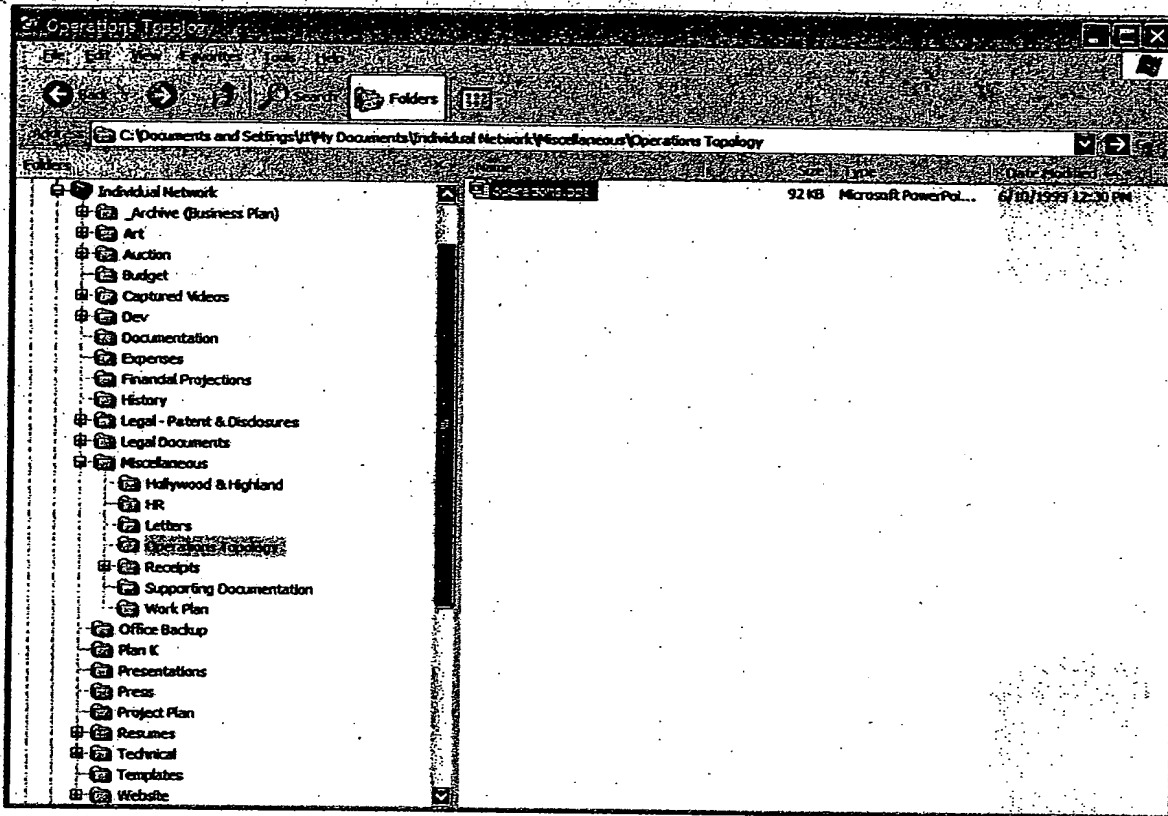 Operations Topology
File Edit View Favorites Tools Help
Back Search Folders
Address C:\Documents and Settings\tt\My Documents\Individual Network\Miscellaneous\Operations Topology
Folders
Name Size Type Date Modified
Individual Network
_Archive (Business Plan)
Art
Auction
Budget
Captured Videos
Dev
Documentation
Expenses
Financial Projections
History
Legal - Patent & Disclosures
Legal Documents
Miscellaneous
Hollywood & Highland
HR
Letters
Operations Topology
Receipts
Supporting Documentation
Work Plan
Office Backup
Plan K
Presentations
Press
Project Plan
Resumes
Technical
Templates
Website
operations.ppt 92 KB Microsoft PowerPoi... 6/10/1999 12:30 PM